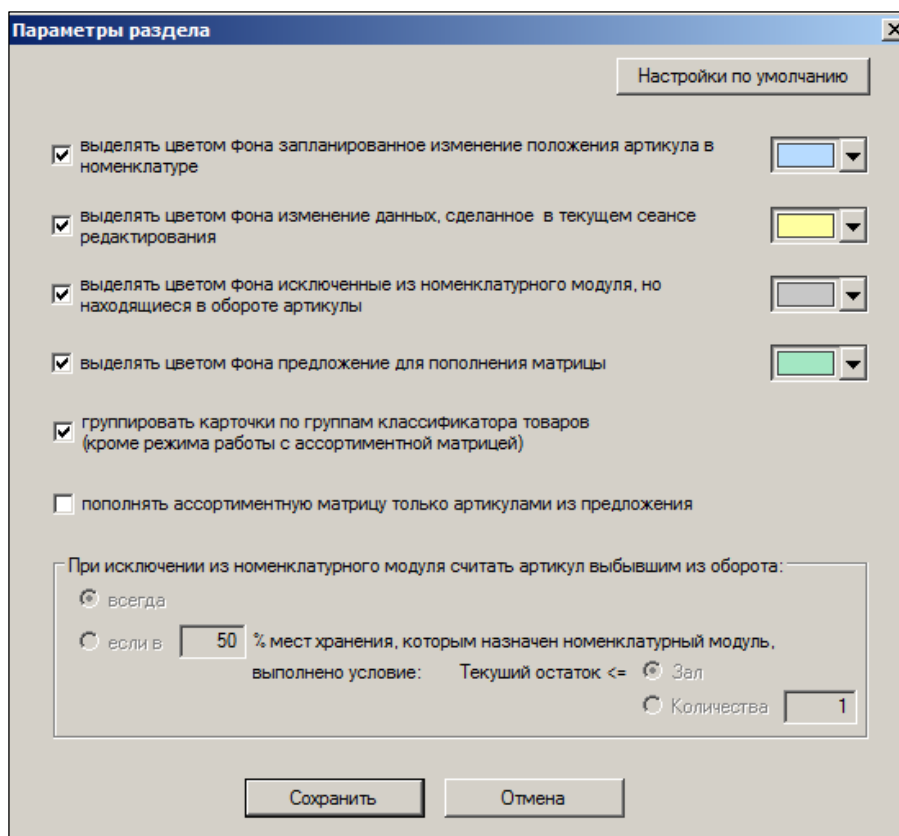 Параметры раздела
Настройки по умолчанию
выделять цветом фона запланированное изменение положения артикула в
номенклатуре
выделять цветом фона изменение данных, сделанное в текущем сеансе
редактирования
выделять цветом фона исключенные из номенклатурного модуля, но
находящиеся в обороте артикулы
выделять цветом фона предложение для пополнения матрицы
группировать карточки по группам классификатора товаров
(кроме режима работы с ассортиментной матрицей)
пополнять ассортиментную матрицу только артикулами из предложения
При исключении из номенклатурного модуля считать артикул выбывшим из оборота:
всегда
если в 50 % мест хранения, которым назначен номенклатурный модуль,
выполнено условие: Текуший остаток <= Зал
Количества 1
Сохранить Отмена